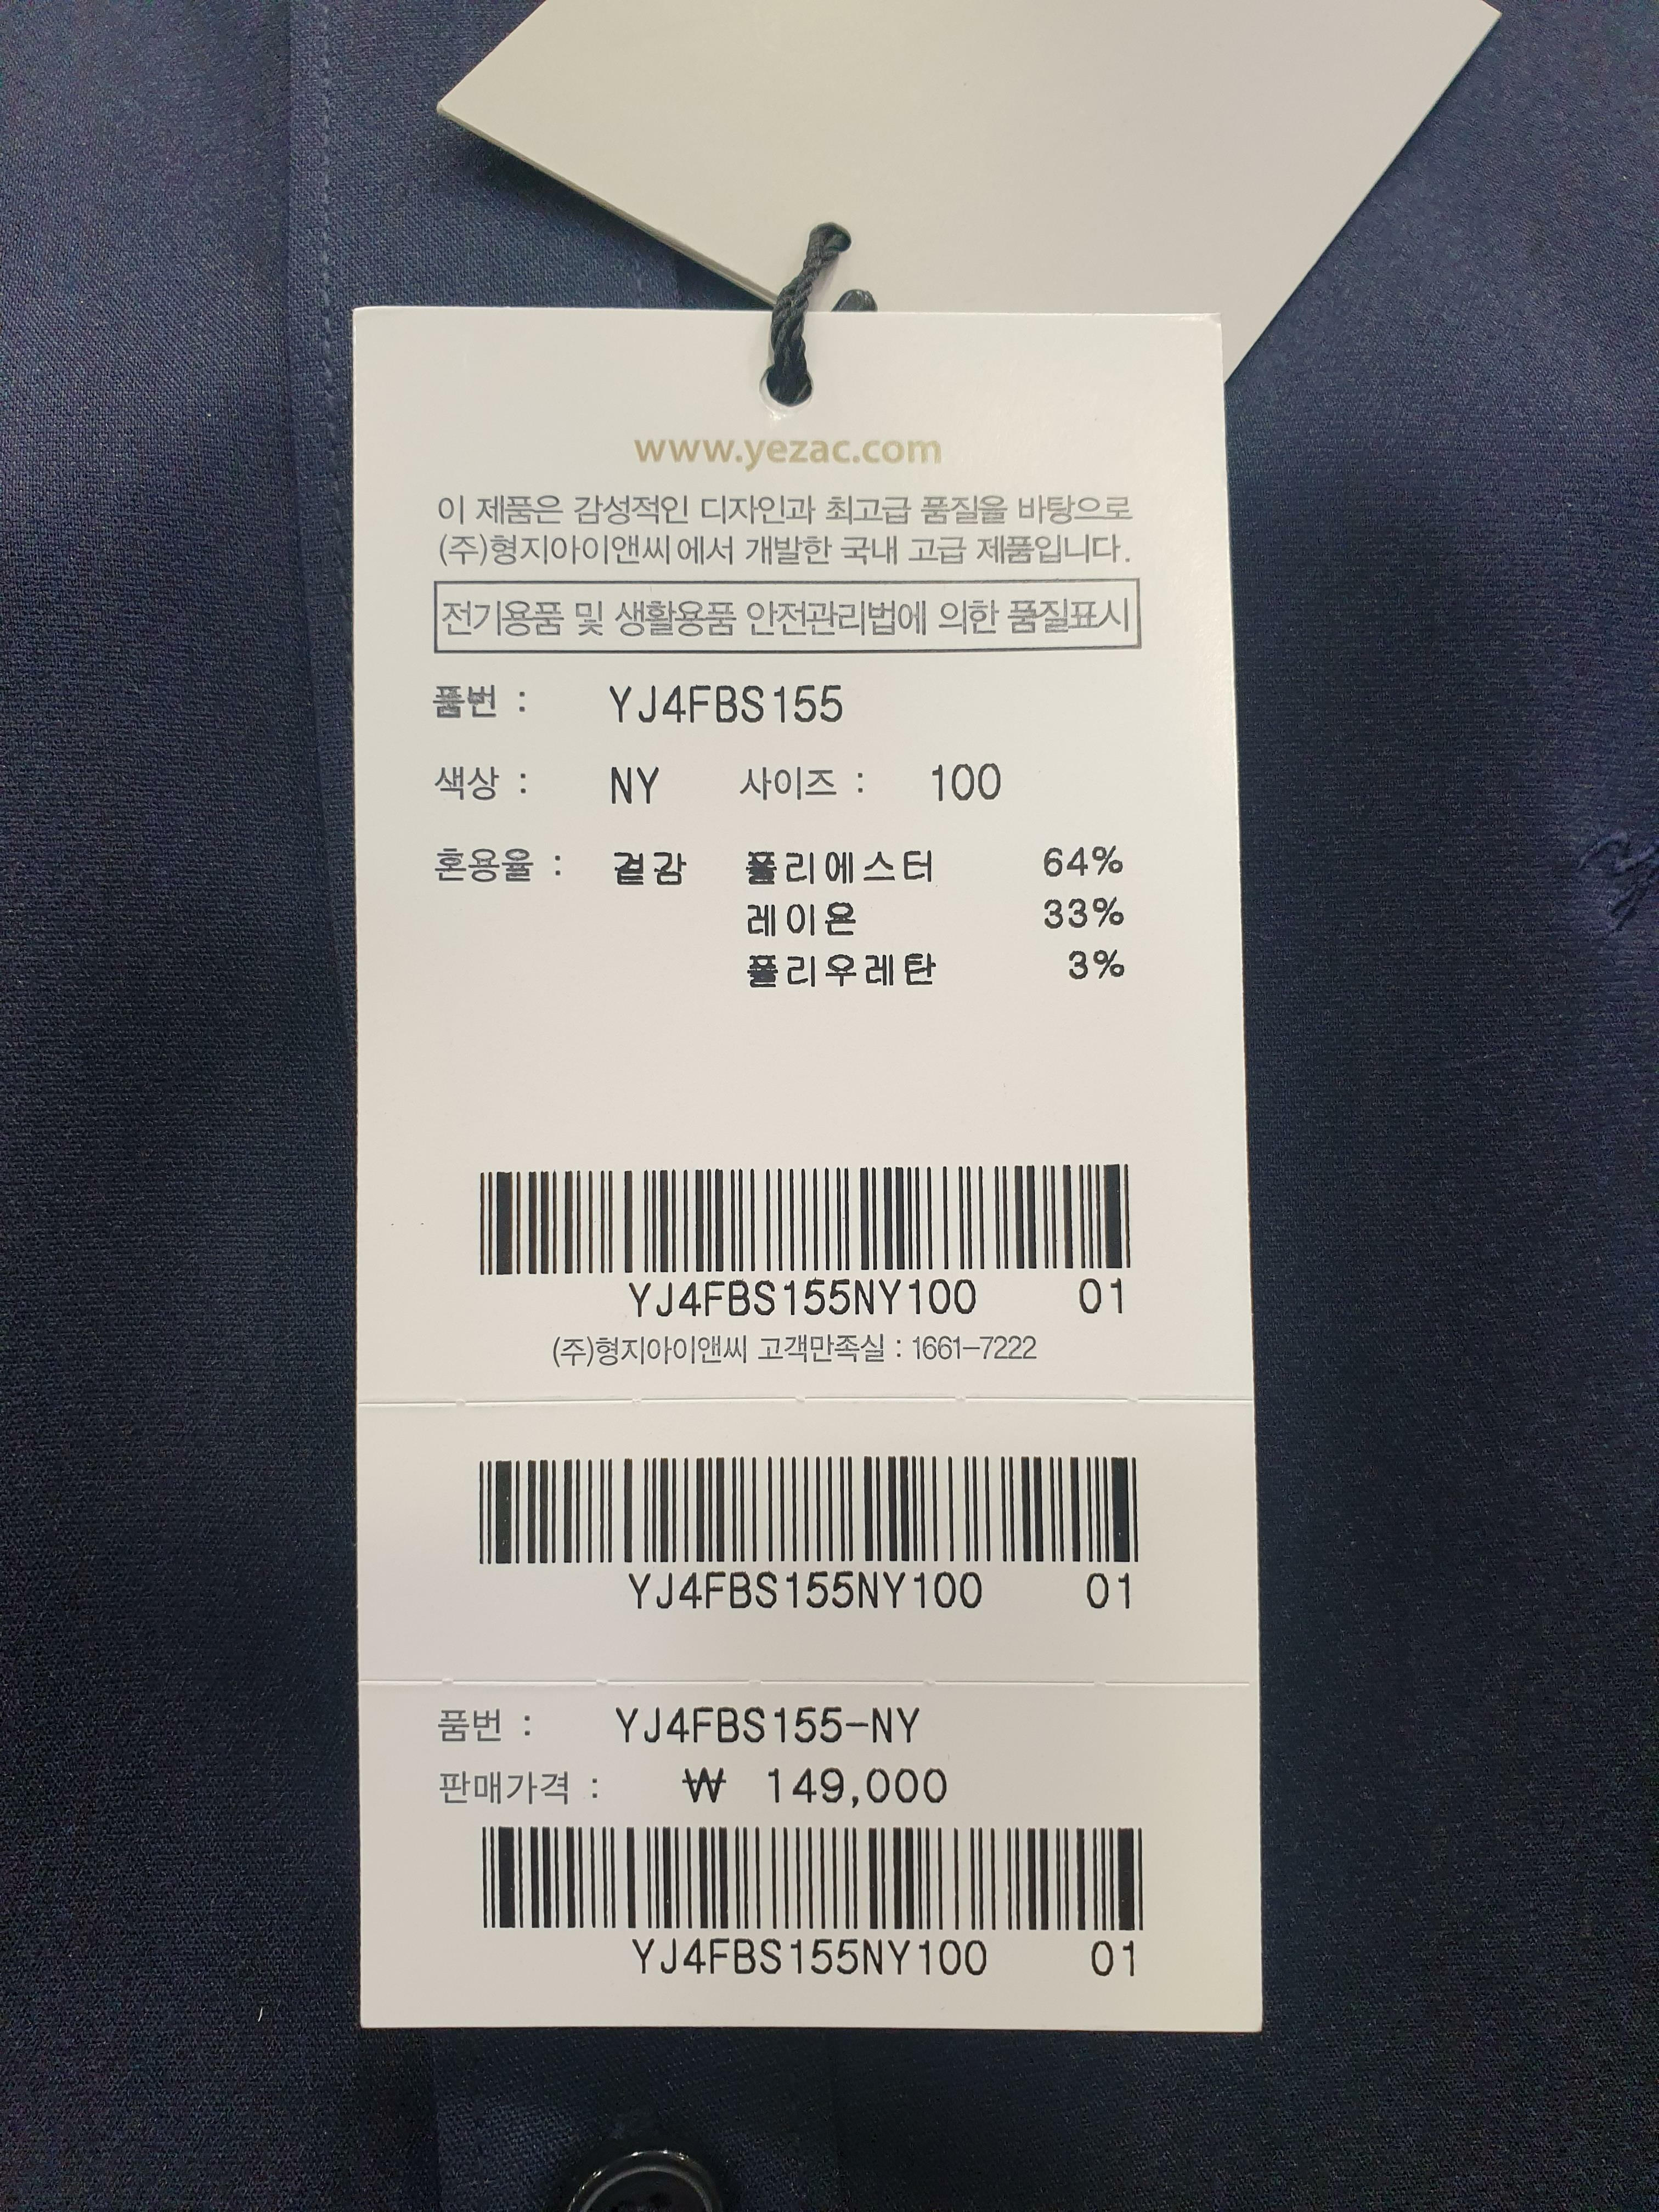 www.yezac.com
이 제품은 감성적인 디자인과 최고급 품질을 바탕으로
(주)형지아이앤씨에서 개발한 국내 고급 제품입니다.
전기용품 및 생활용품 안전관리법에 의한 품질표시
품번 : YJ4FBS155
색상 : NY 사이즈 : 100
혼용율 : 겉감 폴리에스터 64%
레이온 33%
폴리우레탄 3%
YJ4FBS155NY100 01
(주)형지아이앤씨 고객만족실 : 1661-7222
YJ4FBS155NY100 01
품번 : YJ4FBS155-NY
판매가격 : ₩ 149,000
YJ4FBS155NY100 01